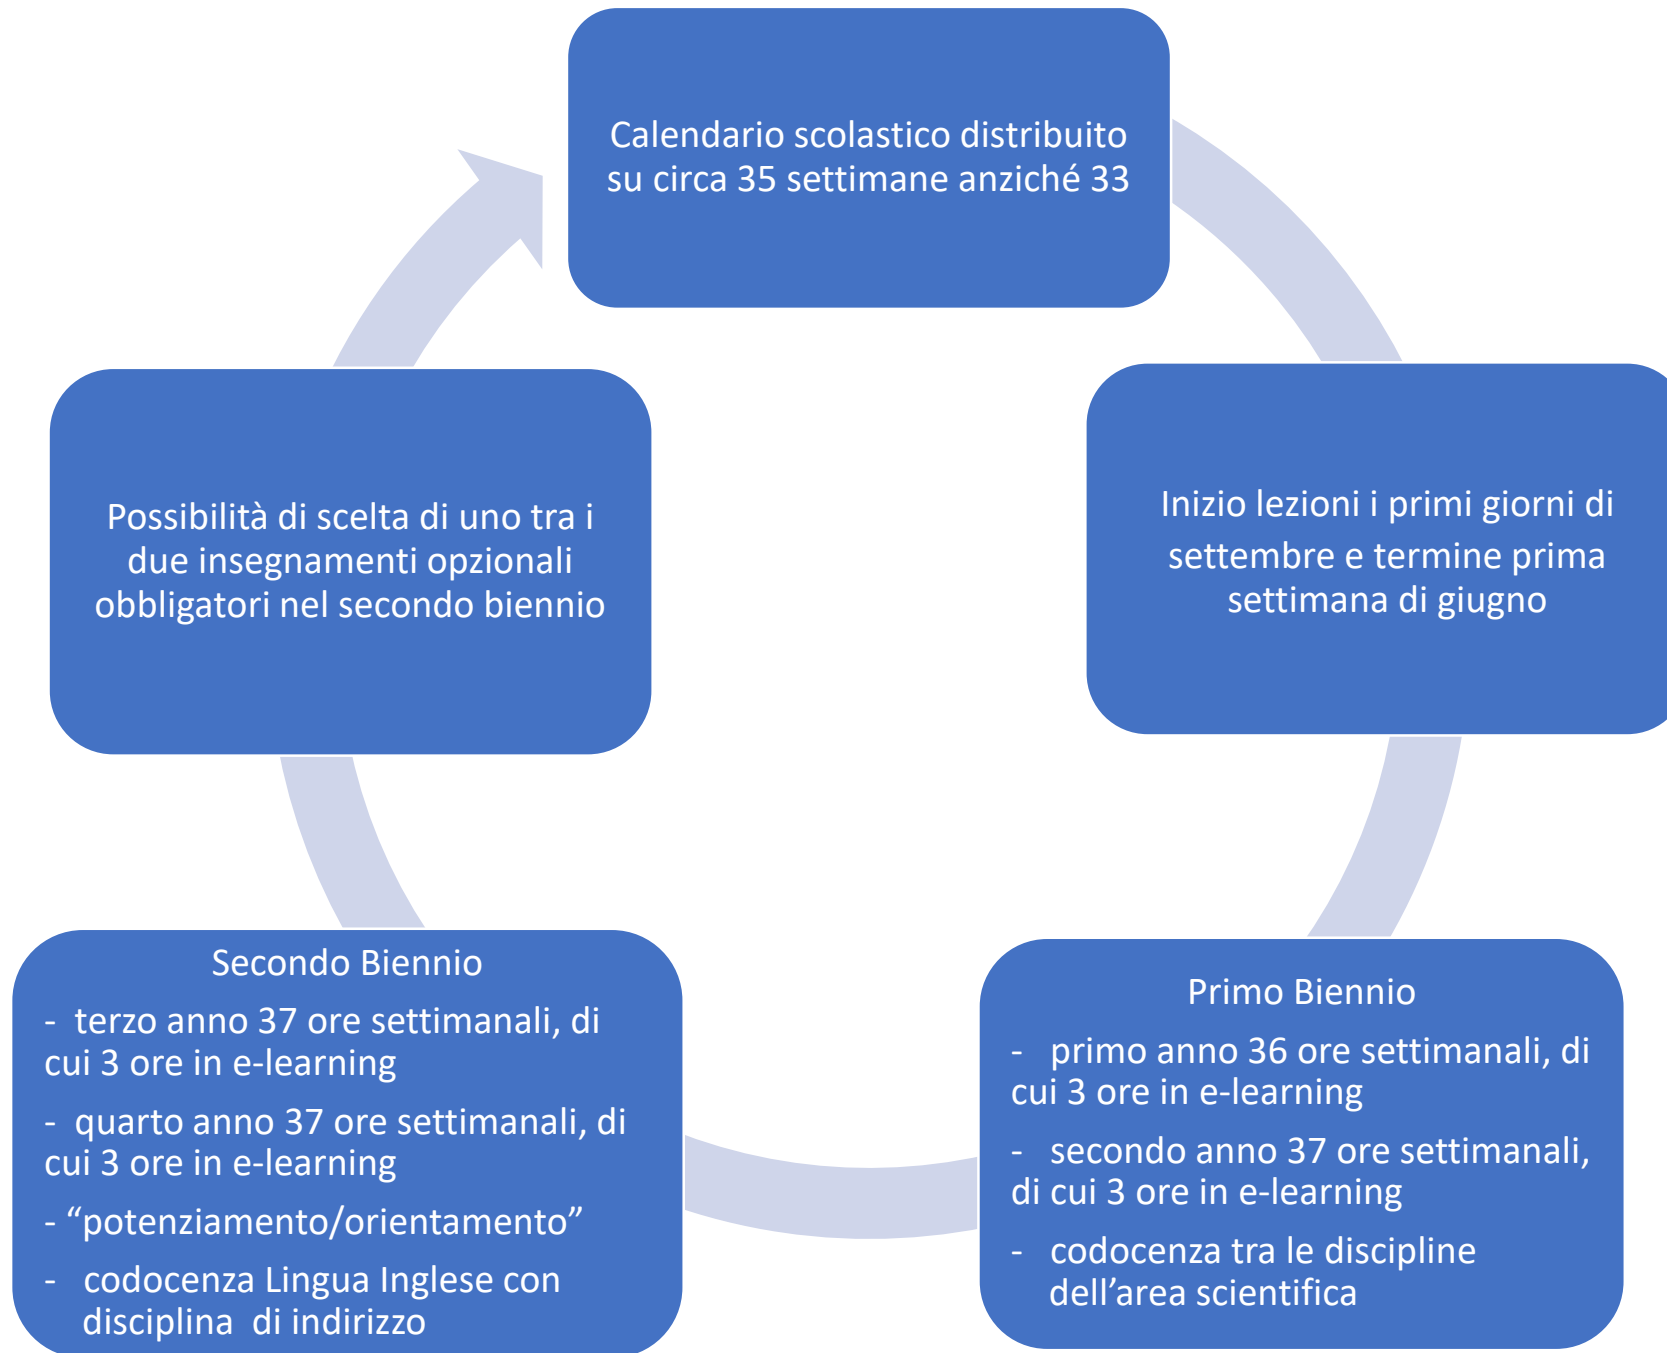 Calendario scolastico distribuito
su circa 35 settimane anziché 33
Inizio lezioni i primi giorni di
settembre e termine prima
settimana di giugno
Primo Biennio
- primo anno 36 ore settimanali, di
cui 3 ore in e-learning
- secondo anno 37 ore settimanali,
di cui 3 ore in e-learning
- codocenza tra le discipline
dell’area scientifica
Secondo Biennio
- terzo anno 37 ore settimanali, di
cui 3 ore in e-learning
- quarto anno 37 ore settimanali, di
cui 3 ore in e-learning
- “potenziamento/orientamento”
- codocenza Lingua Inglese con
disciplina di indirizzo
Possibilità di scelta di uno tra i
due insegnamenti opzionali
obbligatori nel secondo biennio